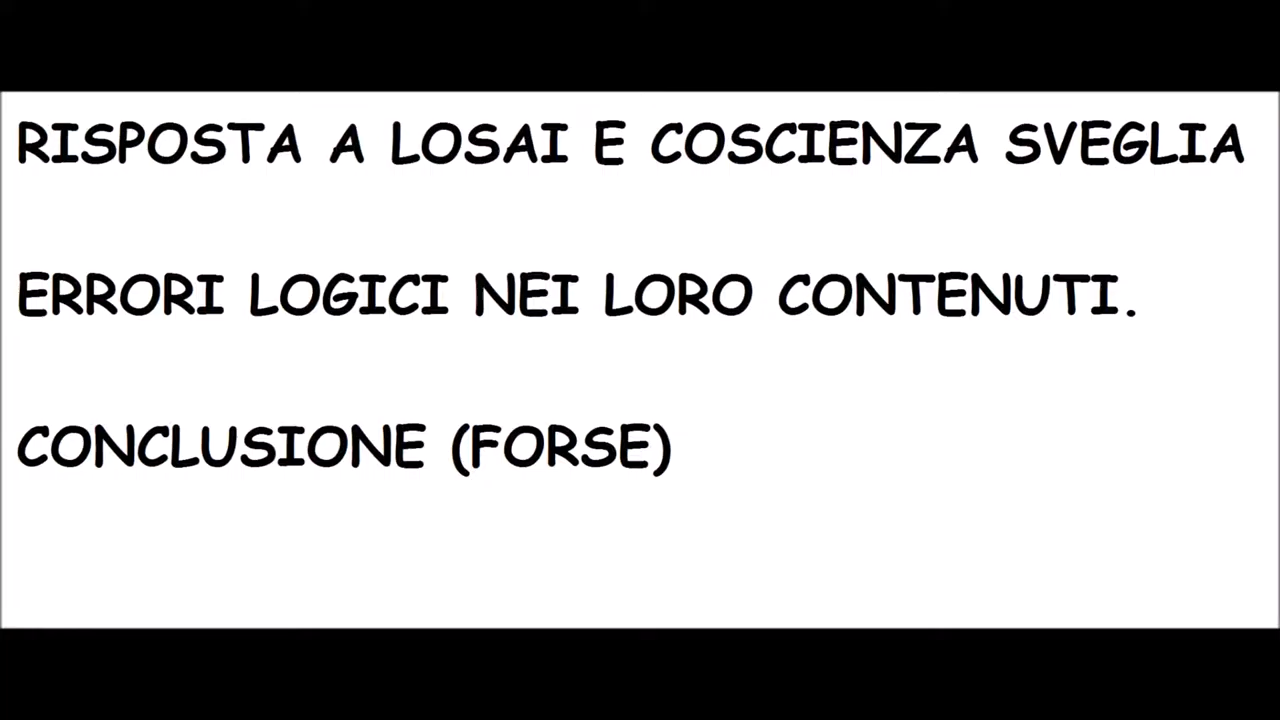 RISPOSTA A LOSAI E COSCIENZA SVEGLIA
ERRORI LOGICI NEI LORO CONTENUTI.
CONCLUSIONE (FORSE)